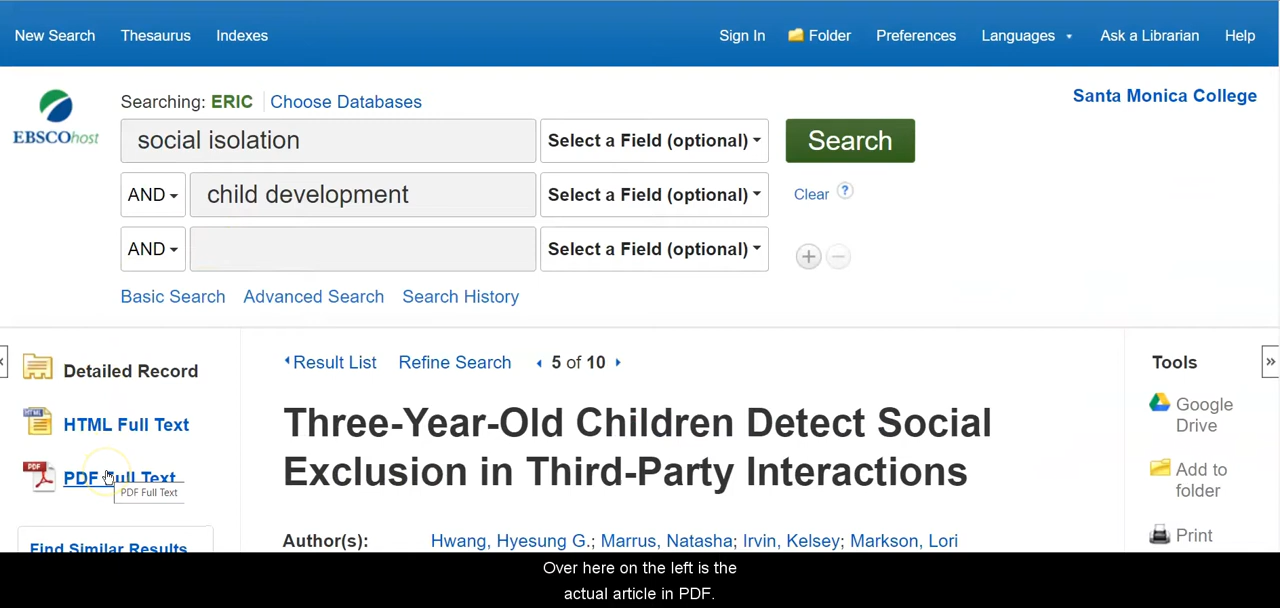 New Search Thesaurus Indexes Sign In Folder Preferences Languages Ask a Librarian Help
EBSCOhost
Searching: ERIC Choose Databases Santa Monica College
social isolation Select a Field (optional) Search
AND child development Select a Field (optional) Clear ?
AND Select a Field (optional)
Basic Search Advanced Search Search History
Detailed Record
HTML Full Text
PDF Full Text
PDF Full Text
Find Similar Results
Result List Refine Search 5 of 10
Three-Year-Old Children Detect Social
Exclusion in Third-Party Interactions
Author(s): Hwang, Hyesung G.; Marrus, Natasha; Irvin, Kelsey; Markson, Lori
Tools
Google
Drive
Add to
folder
Print
Over here on the left is the
actual article in PDF.